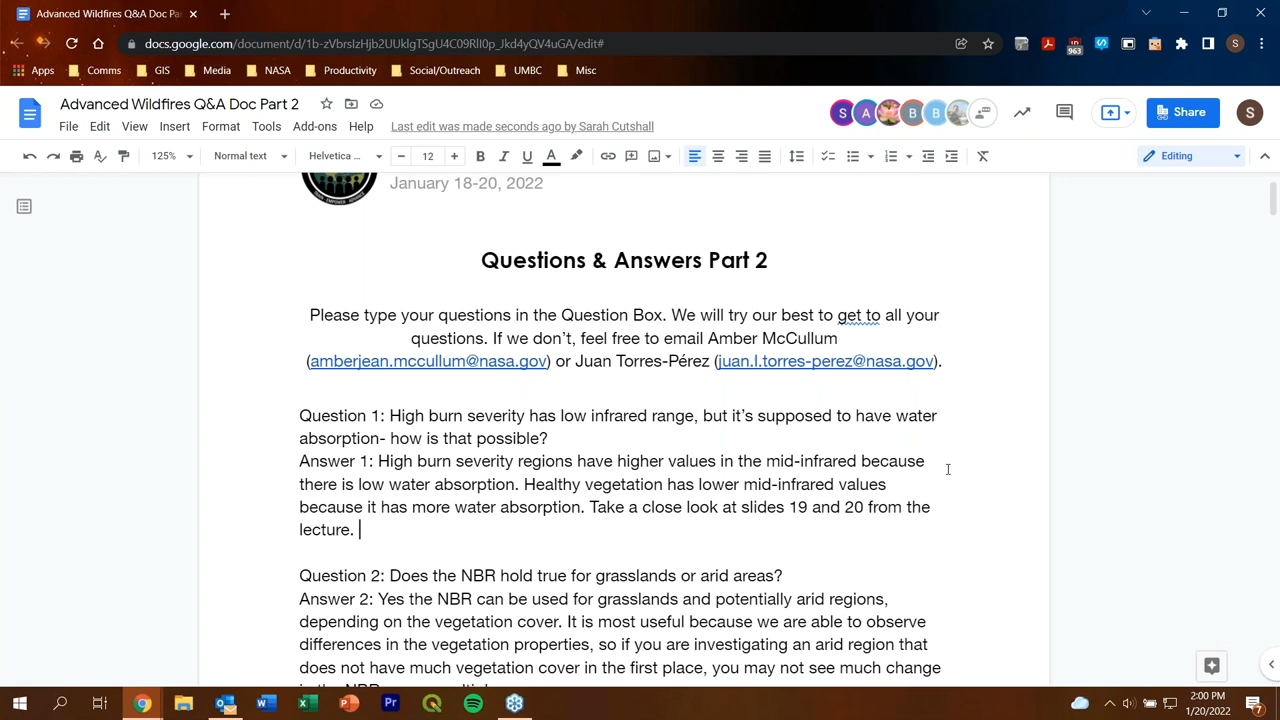 Advanced Wildfires Q&A Doc Pa
docs.google.com/document/d/1b-zVbrsIzHjb2UUklgTSgU4C09RlI0p_Jkd4yQV4uGA/edit#
963
S
Apps
Comms
GIS
Media
NASA
Productivity
Social/Outreach
UMBC
Misc
Advanced Wildfires Q&A Doc Part 2
S
A
B
B
Share
S
File Edit View Insert Format Tools Add-ons Help Last edit was made seconds ago by Sarah Cutshall
125% Normal text Helvetica ... 12 B I U A Editing
January 18-20, 2022
Questions & Answers Part 2
Please type your questions in the Question Box. We will try our best to get to all your
questions. If we don't, feel free to email Amber McCullum
(amberjean.mccullum@nasa.gov) or Juan Torres-Pérez (juan.l.torres-perez@nasa.gov).
Question 1: High burn severity has low infrared range, but it's supposed to have water
absorption- how is that possible?
Answer 1: High burn severity regions have higher values in the mid-infrared because
there is low water absorption. Healthy vegetation has lower mid-infrared values
because it has more water absorption. Take a close look at slides 19 and 20 from the
lecture.
Question 2: Does the NBR hold true for grasslands or arid areas?
Answer 2: Yes the NBR can be used for grasslands and potentially arid regions,
depending on the vegetation cover. It is most useful because we are able to observe
differences in the vegetation properties, so if you are investigating an arid region that
does not have much vegetation cover in the first place, you may not see much change
2:00 PM
1/20/2022
7